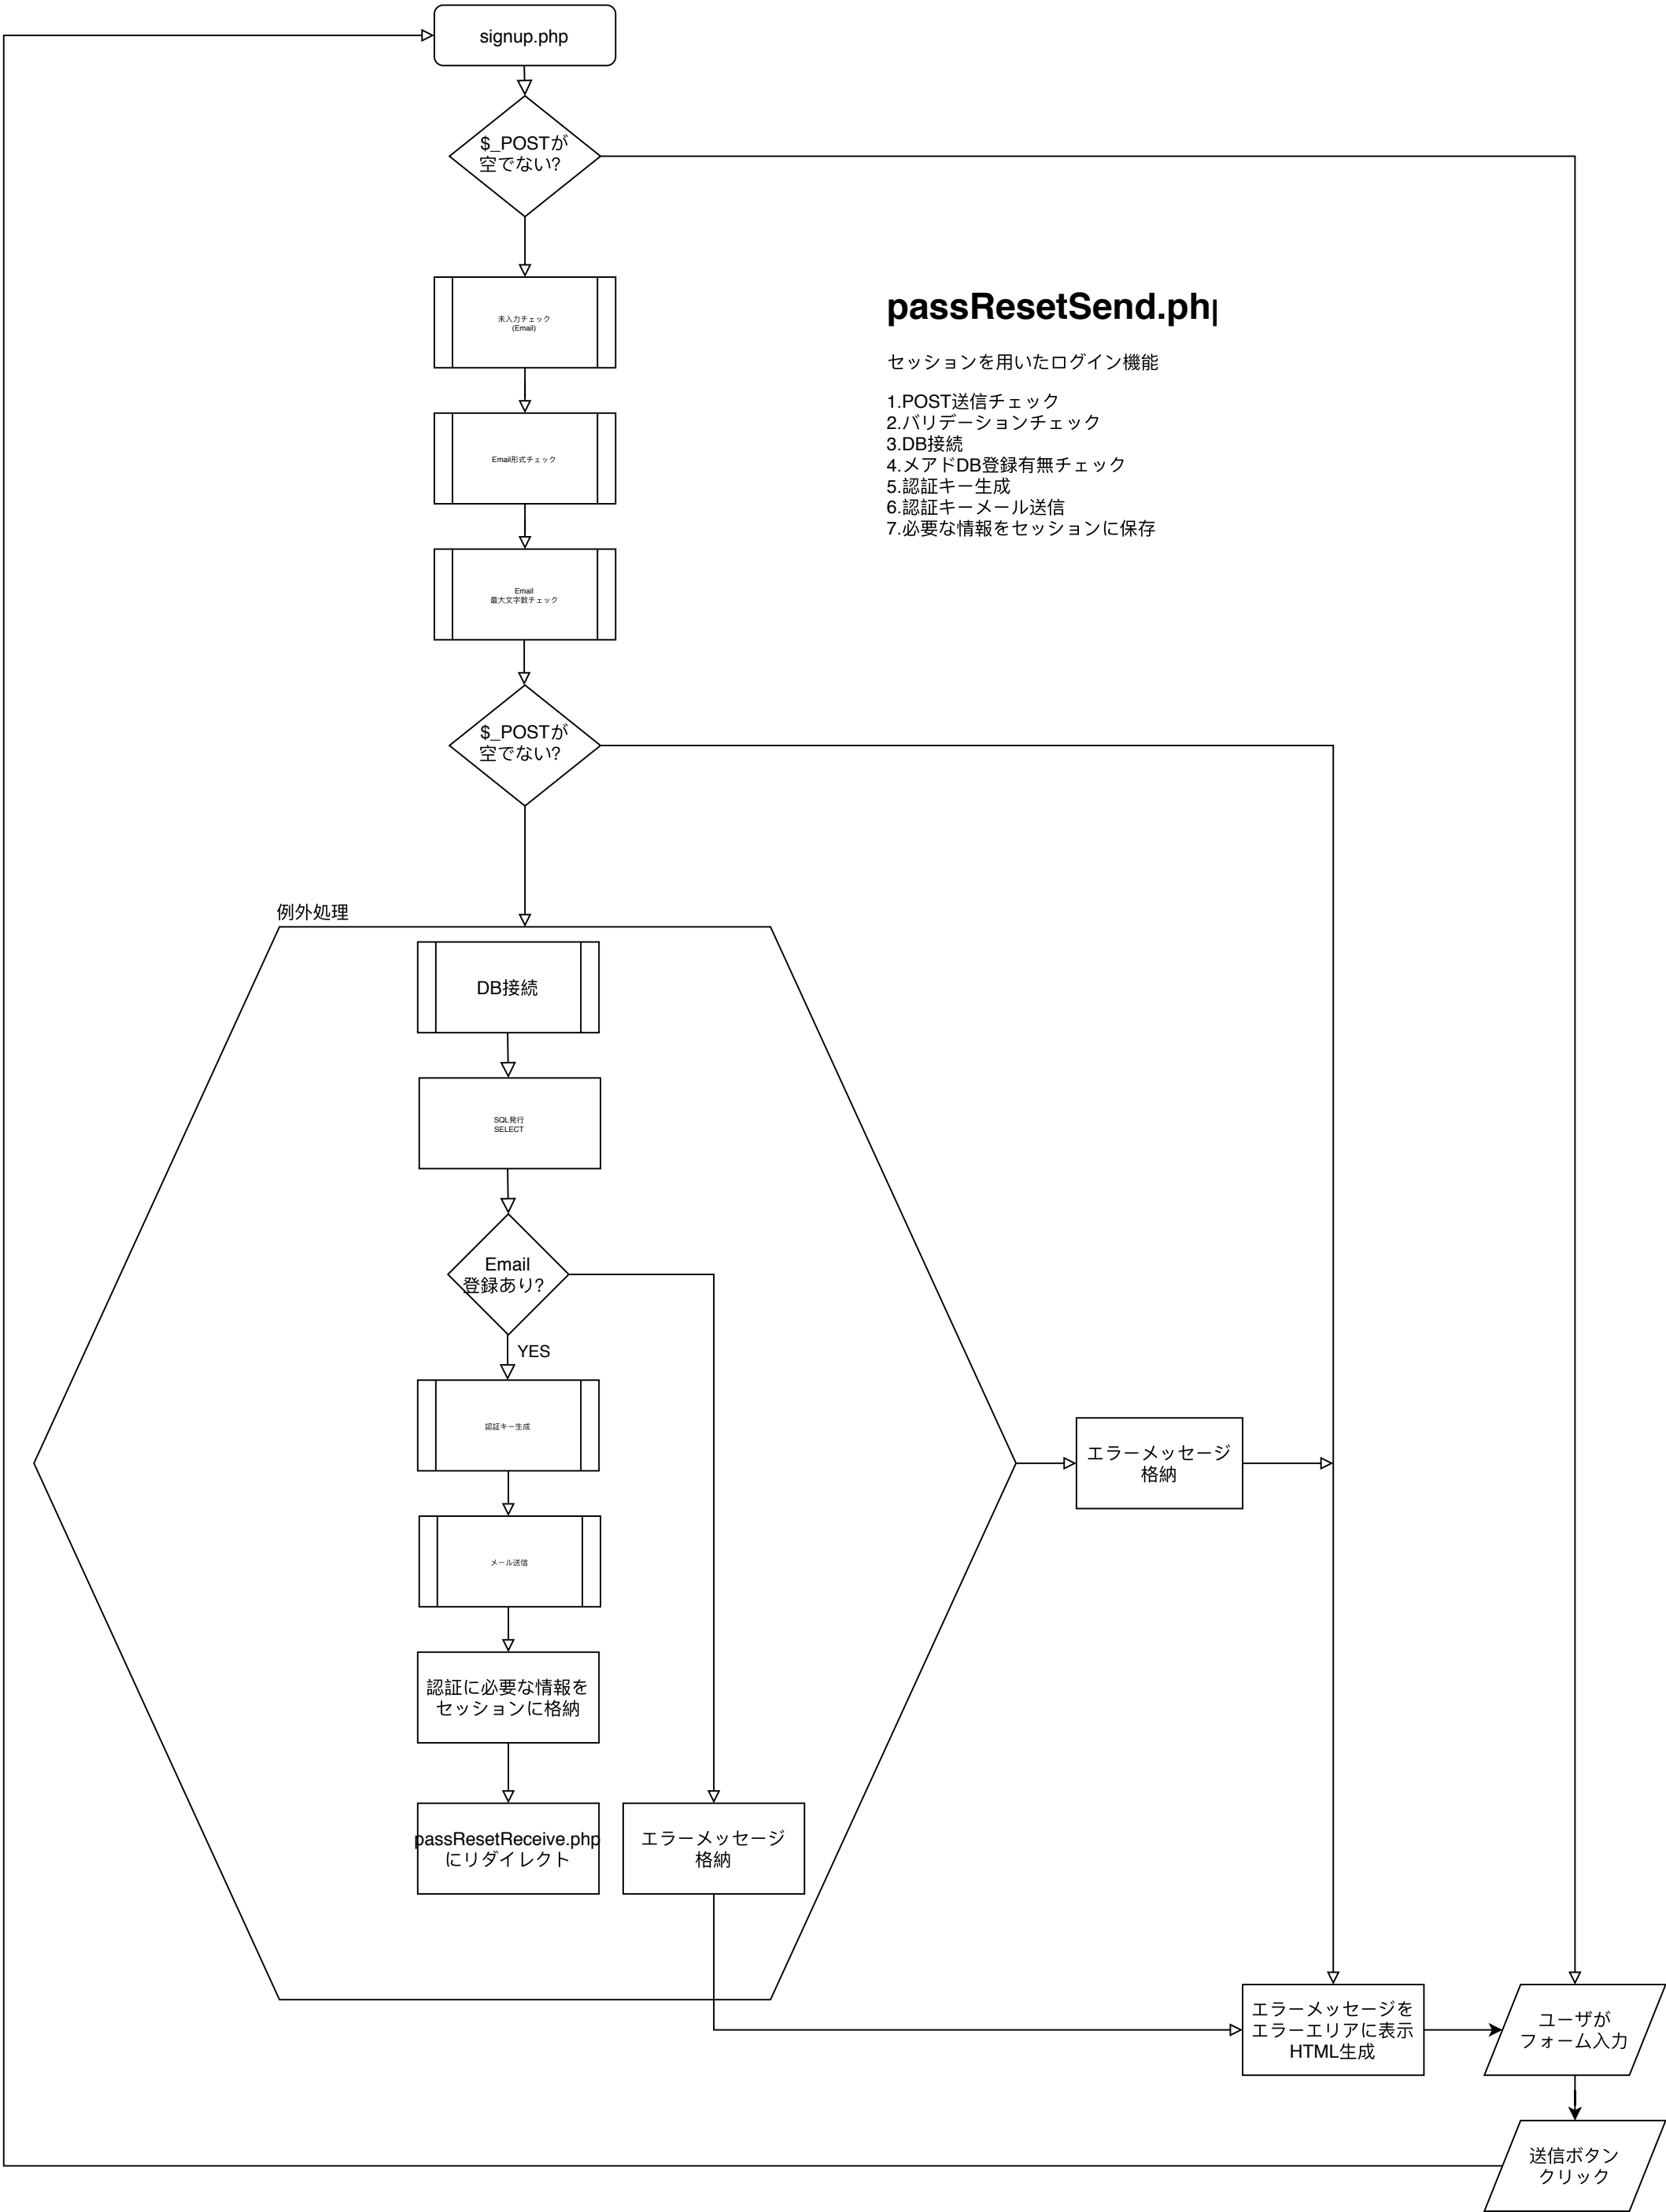 signup.php
$_POSTが
空でない?
未入力チェック
(Email)
passResetSend.ph
セッションを用いたログイン機能
1.POST送信チェック
2.バリデーションチェック
3.DB接続
4.メアドDB登録有無チェック
5.認証キー生成
6.認証キーメール送信
7.必要な情報をセッションに保存
Email形式チェック
Email
最大文字数チェック
$_POSTが
空でない?
例外処理
DB接続
SQL発行
SELECT
Email
登録あり?
YES
認証キー生成
エラーメッセージ
格納
メール送信
認証に必要な情報を
セッションに格納
passResetReceive.php
にリダイレクト
エラーメッセージ
格納
エラーメッセージを
エラーエリアに表示
HTML生成
ユーザが
フォーム入力
送信ボタン
クリック